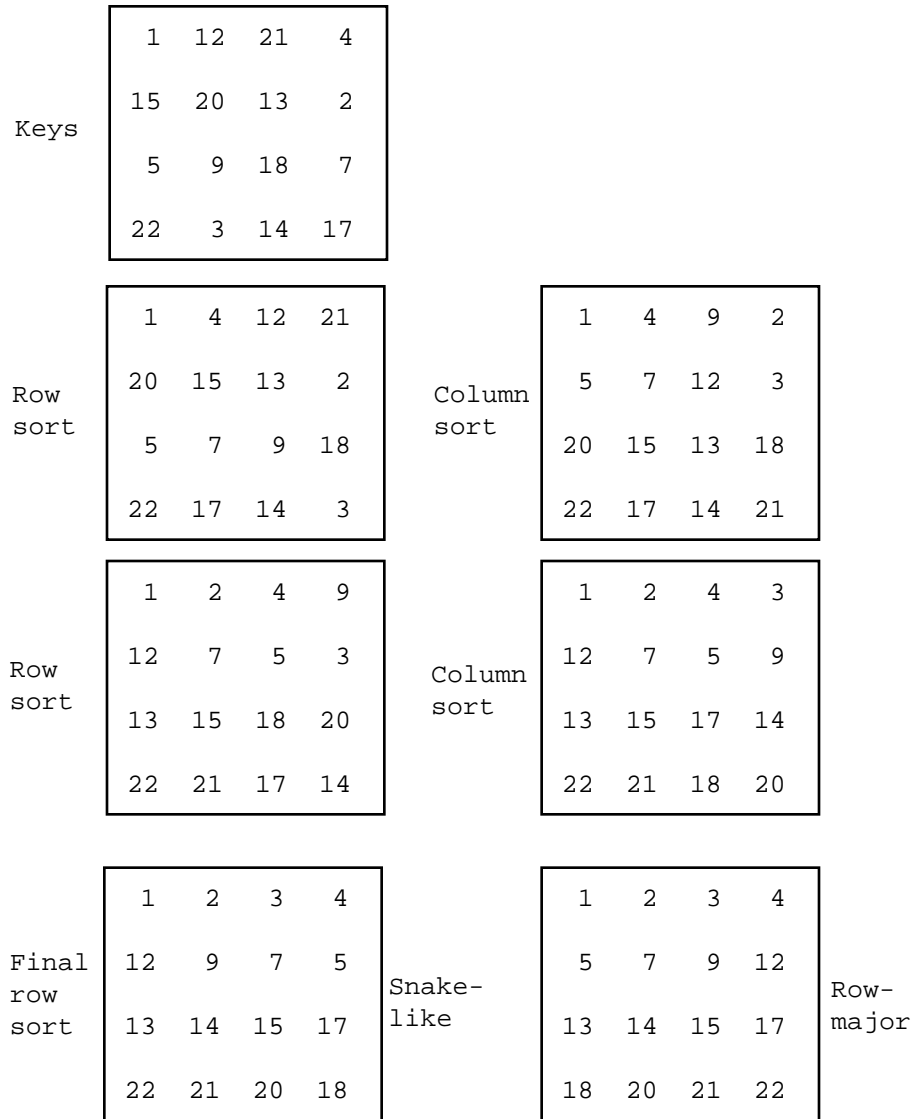 Keys
1 12 21 4
15 20 13 2
5 9 18 7
22 3 14 17
Row
sort
1 4 12 21
20 15 13 2
5 7 9 18
22 17 14 3
Column
sort
1 4 9 2
5 7 12 3
20 15 13 18
22 17 14 21
Row
sort
1 2 4 9
12 7 5 3
13 15 18 20
22 21 17 14
Column
sort
1 2 4 3
12 7 5 9
13 15 17 14
22 21 18 20
Final
row
sort
1 2 3 4
12 9 7 5
13 14 15 17
22 21 20 18
Snake-
like
1 2 3 4
5 7 9 12
13 14 15 17
18 20 21 22
Row-
major